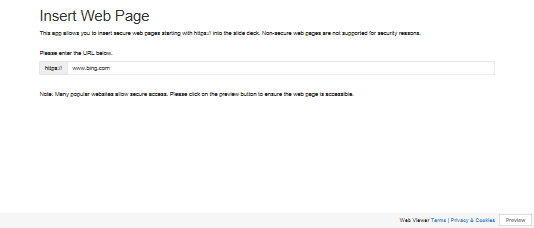 Insert Web Page
This app allows you to insert secure web pages starting with https:// into the slide deck. Non-secure web pages are not supported for security reasons.
Please enter the URL below.
https:// www.bing.com
Note: Many popular websites allow secure access. Please click on the preview button to ensure the web page is accessible.
Web Viewer Terms | Privacy & Cookies Preview